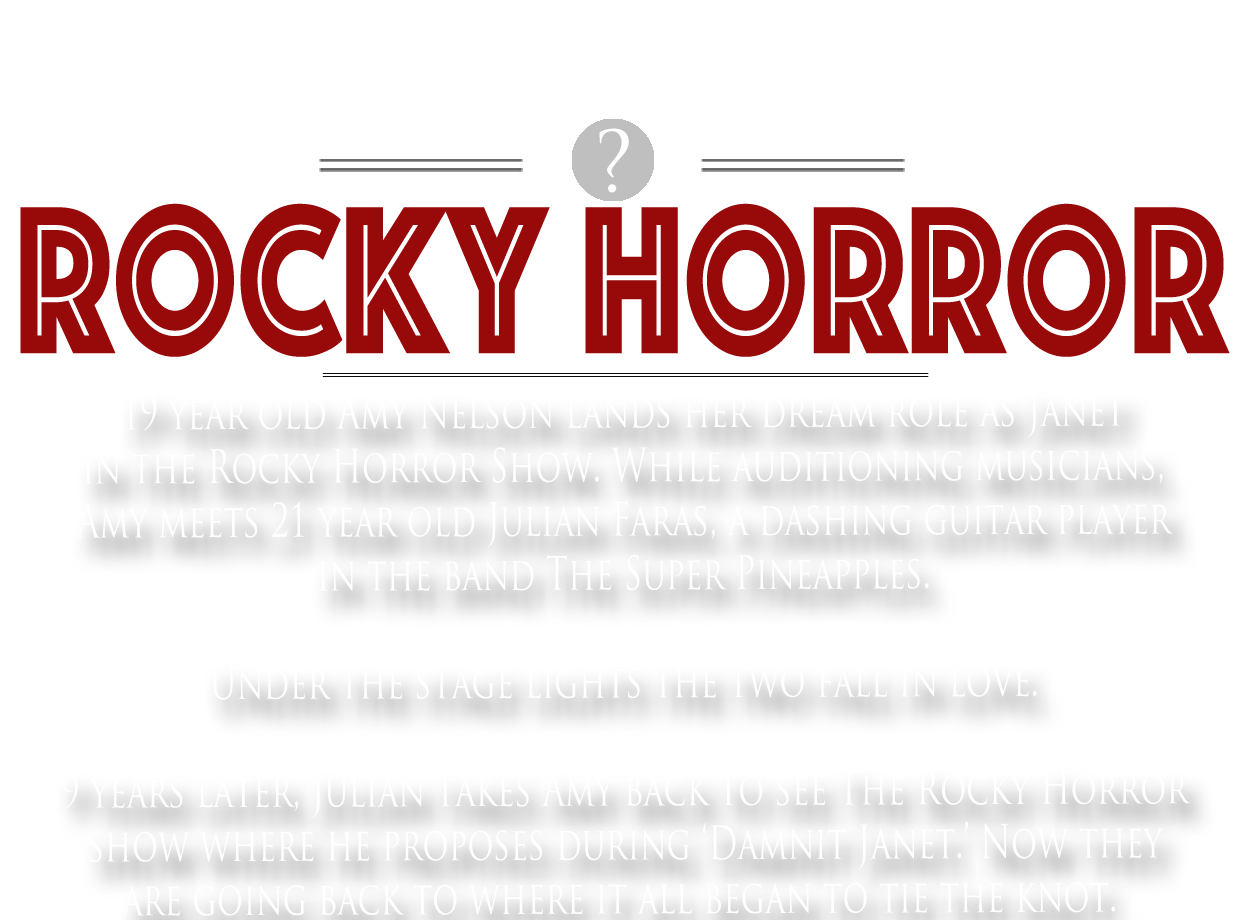 ?
ROCKY HORROR
19 year old Amy Nelson lands her dream role as Janet
in the Rocky Horror Show. While auditioning musicians,
Amy meets 21 year old Julian Faras, a dashing guitar player
in the band The Super Pineapples.
Under the stage lights the two fall in love.
9 years later, Julian takes Amy back to see The Rocky Horror
Show where he proposes during ‘Damnit Janet.’ Now they
are going back to where it all began to tie the knot.